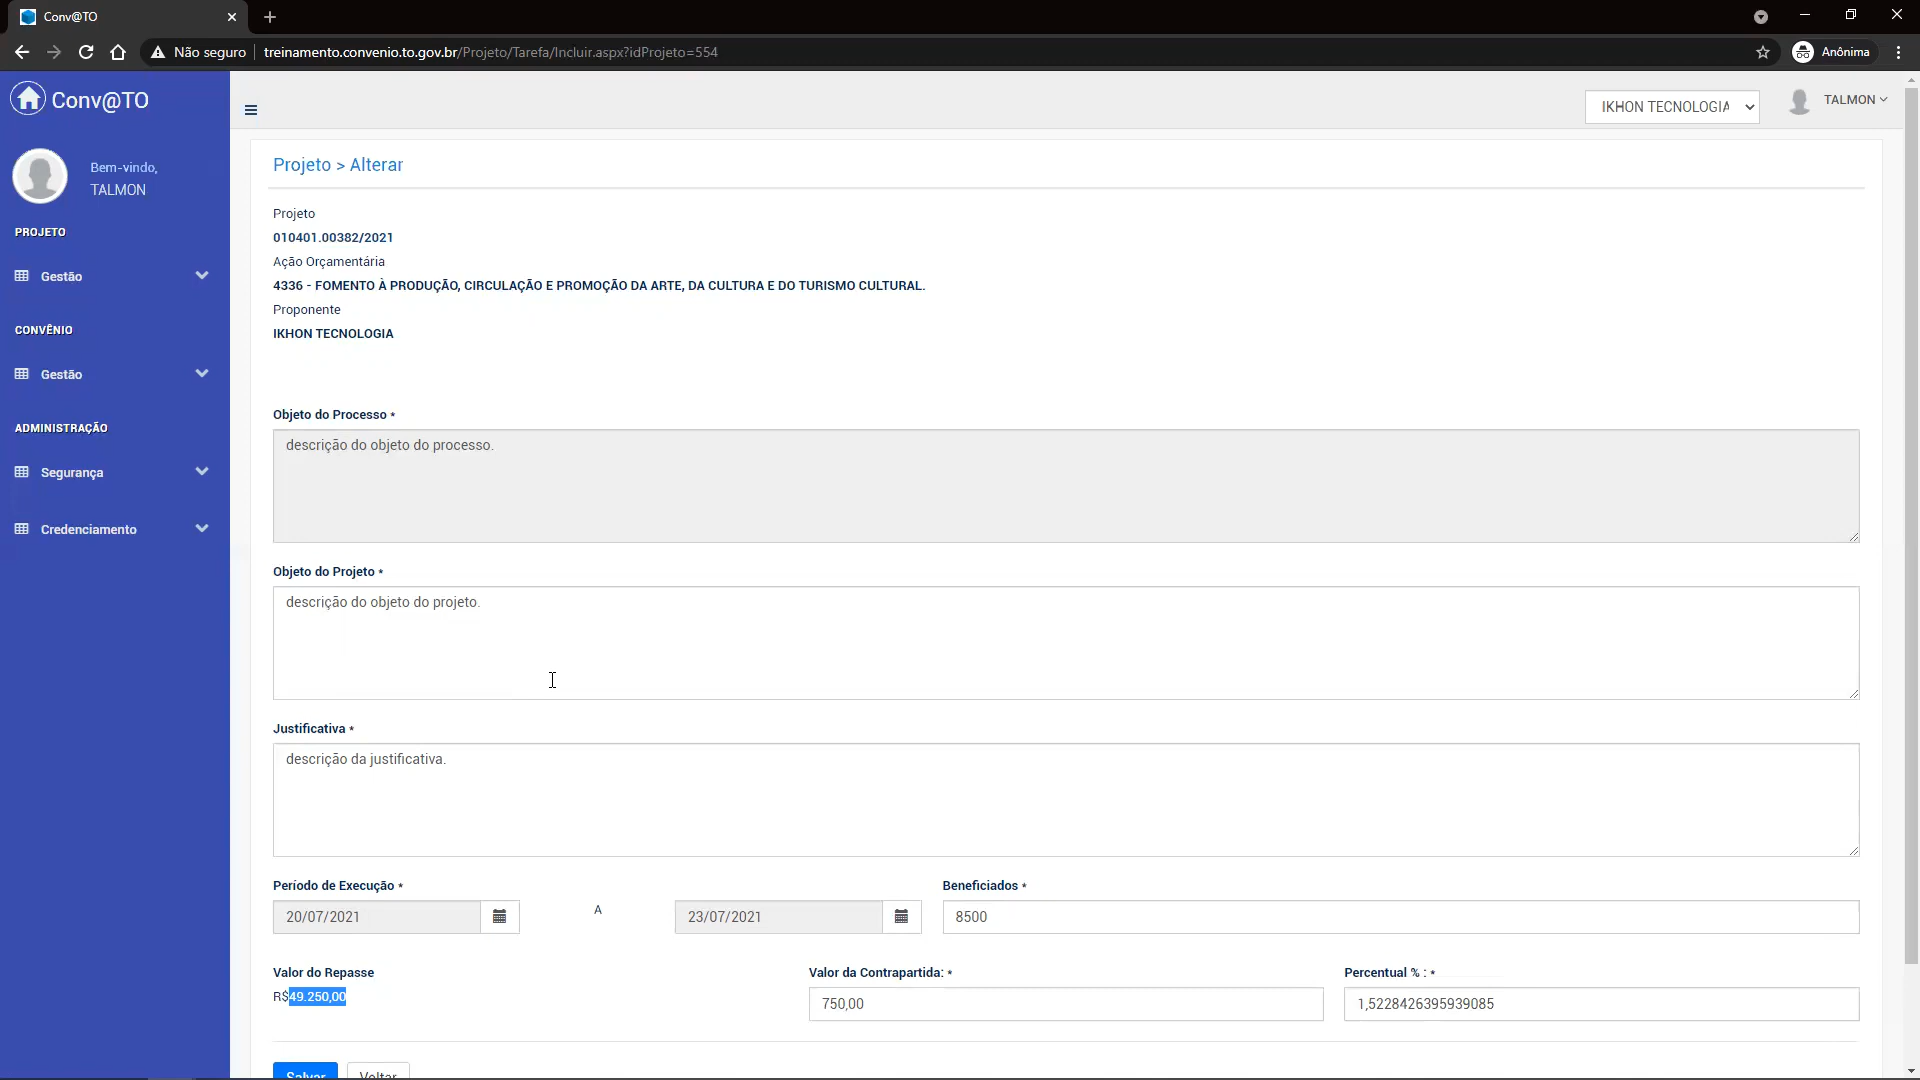 Conv@TO
Não seguro treinamento.convenio.to.gov.br/Projeto/Tarefa/Incluir.aspx?idProjeto=554 Anônima
Conv@TO
IKHON TECNOLOGIA TALMON
Bem-vindo,
TALMON
PROJETO
Gestão
CONVÊNIO
Gestão
ADMINISTRAÇÃO
Segurança
Credenciamento
Projeto > Alterar
Projeto
010401.00382/2021
Ação Orçamentária
4336 - FOMENTO À PRODUÇÃO, CIRCULAÇÃO E PROMOÇÃO DA ARTE, DA CULTURA E DO TURISMO CULTURAL.
Proponente
IKHON TECNOLOGIA
Objeto do Processo *
descrição do objeto do processo.
Objeto do Projeto *
descrição do objeto do projeto.
Justificativa *
descrição da justificativa.
Período de Execução * Beneficiados *
20/07/2021 A 23/07/2021 8500
Valor do Repasse Valor da Contrapartida: * Percentual % : *
R$49.250,00 750,00 1,5228426395939085
Salvar Voltar